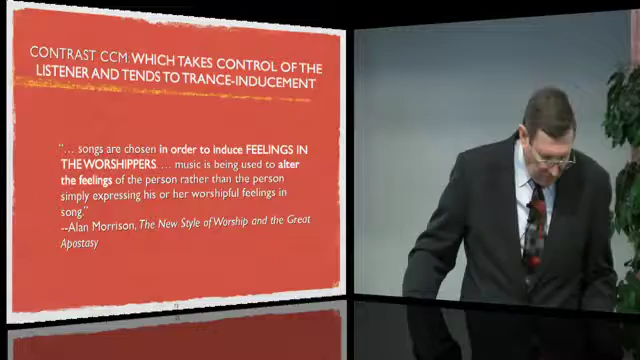 CONTRAST CCM: WHICH TAKES CONTROL OF THE
LISTENER AND TENDS TO TRANCE-INDUCEMENT
“… songs are chosen in order to induce FEELINGS IN
THE WORSHIPPERS. … music is being used to alter
the feelings of the person rather than the person
simply expressing his or her worshipful feelings in
song.”
--Alan Morrison, The New Style of Worship and the Great
Apostasy